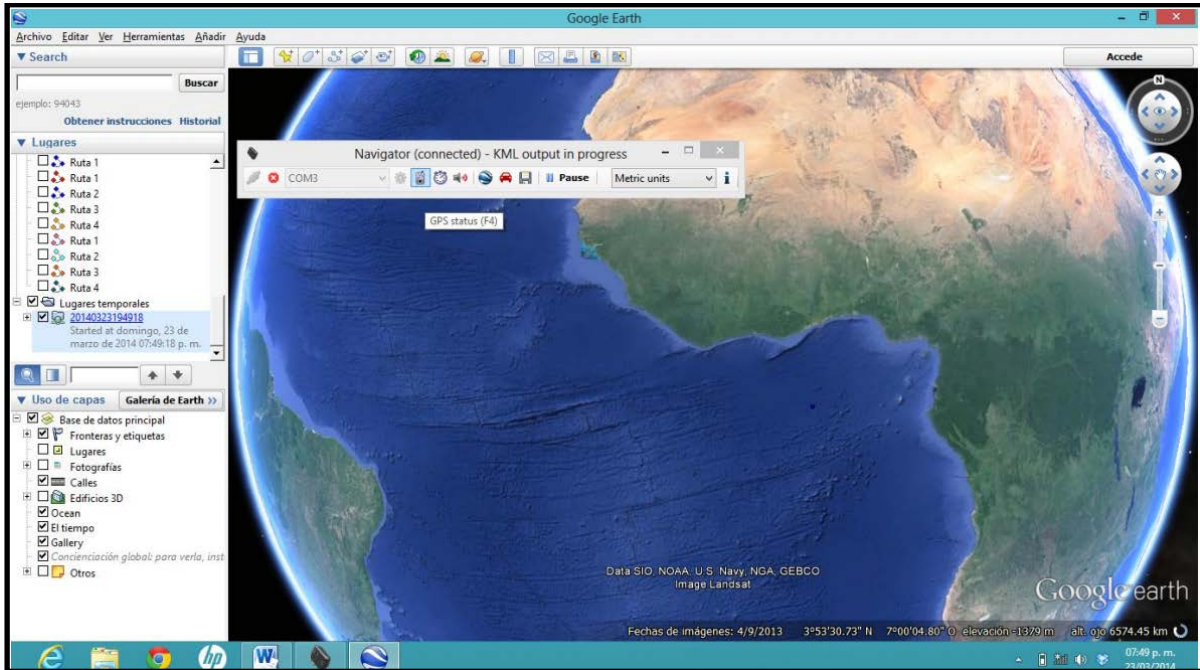 Google Earth
Archivo Editar Ver Herramientas Añadir Ayuda
Search
Buscar
ejemplo: 94043
Obtener instrucciones Historial
Lugares
Ruta 1
Ruta 1
Ruta 2
Ruta 3
Ruta 4
Ruta 1
Ruta 2
Ruta 3
Ruta 4
Lugares temporales
20140323194918
Started at domingo, 23 de
marzo de 2014 07:49:18 p. m.
Uso de capas Galería de Earth »
Base de datos principal
Fronteras y etiquetas
Lugares
Fotografías
Calles
Edificios 3D
Ocean
El tiempo
Gallery
Concienciación global: para verla, inst
Otros
Accede
N
Navigator (connected) - KML output in progress
COM3 Pause Metric units i
GPS status (F4)
Data SIO, NOAA, U.S. Navy, NGA, GEBCO
Image Landsat
Google earth
Fechas de imágenes: 4/9/2013 3°53'30.73" N 7°00'04.80" O elevación -1379 m alt. ojo 6574.45 km
07:49 p. m.
23/03/2014
hp